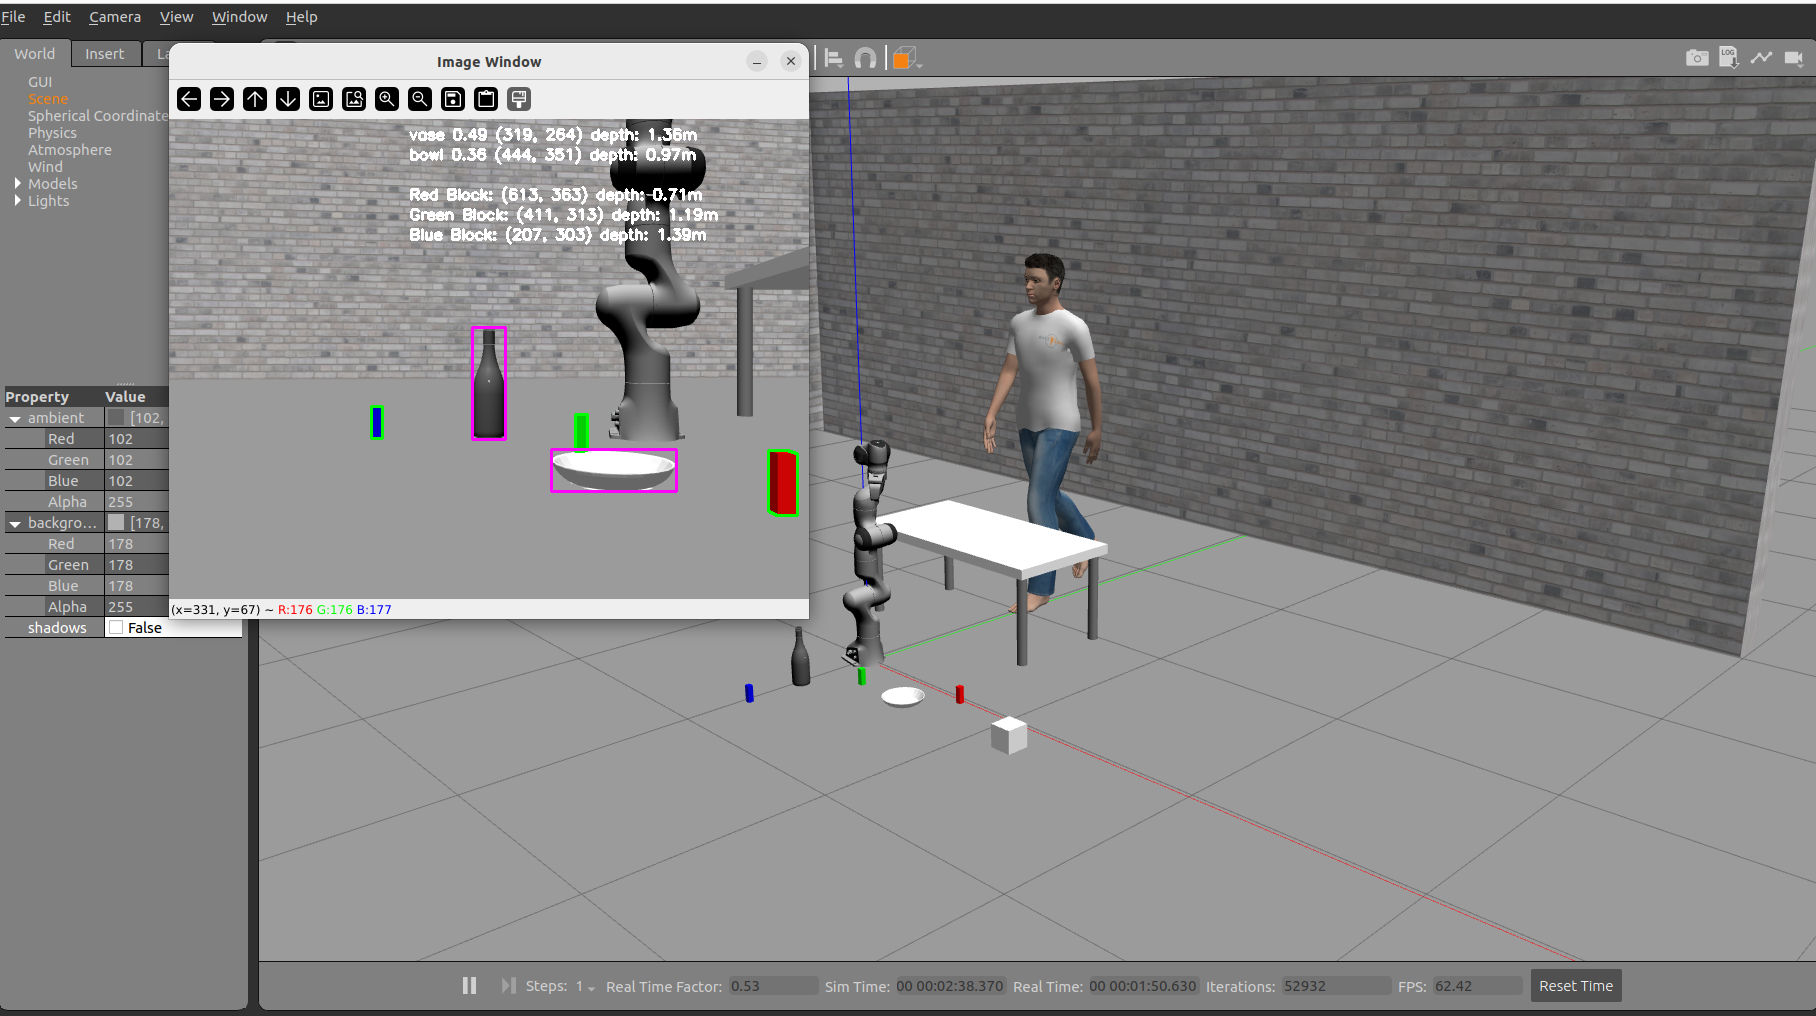 File Edit Camera View Window Help
World Insert La
GUI
Scene
Spherical Coordinate
Physics
Atmosphere
Wind
Models
Lights
Property Value
ambient [102,
Red 102
Green 102
Blue 102
Alpha 255
backgro... [178,
Red 178
Green 178
Blue 178
Alpha 255
shadows False
Image Window
vase 0.49 (319, 264) depth: 1.36m
bowl 0.36 (444, 351) depth: 0.97m
Red Block: (613, 363) depth: 0.71m
Green Block: (411, 313) depth: 1.19m
Blue Block: (207, 303) depth: 1.39m
(x=331, y=67) ~ R:176 G:176 B:177
LOG
Steps: 1 Real Time Factor: 0.53 Sim Time: 00 00:02:38.370 Real Time: 00 00:01:50.630 Iterations: 52932 FPS: 62.42 Reset Time